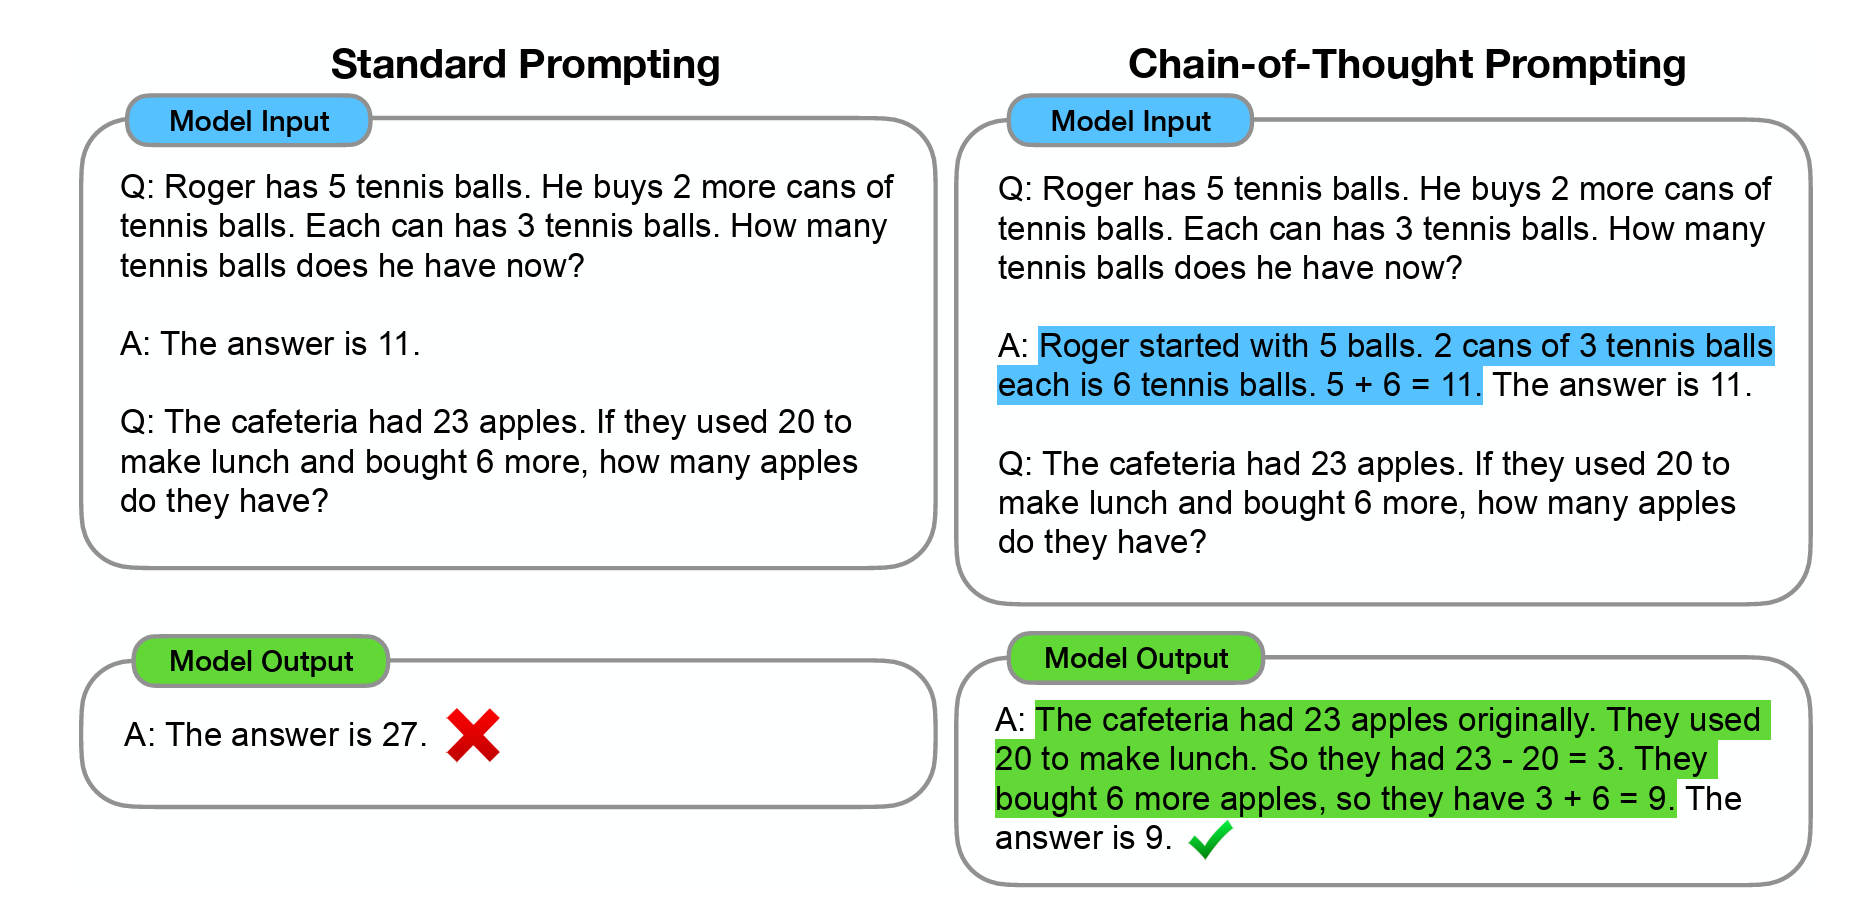 Standard Prompting
Model Input
Q: Roger has 5 tennis balls. He buys 2 more cans of
tennis balls. Each can has 3 tennis balls. How many
tennis balls does he have now?
A: The answer is 11.
Q: The cafeteria had 23 apples. If they used 20 to
make lunch and bought 6 more, how many apples
do they have?
Model Output
A: The answer is 27.
Chain-of-Thought Prompting
Model Input
Q: Roger has 5 tennis balls. He buys 2 more cans of
tennis balls. Each can has 3 tennis balls. How many
tennis balls does he have now?
A: Roger started with 5 balls. 2 cans of 3 tennis balls
each is 6 tennis balls. 5 + 6 = 11. The answer is 11.
Q: The cafeteria had 23 apples. If they used 20 to
make lunch and bought 6 more, how many apples
do they have?
Model Output
A: The cafeteria had 23 apples originally. They used
20 to make lunch. So they had 23 - 20 = 3. They
bought 6 more apples, so they have 3 + 6 = 9. The
answer is 9.